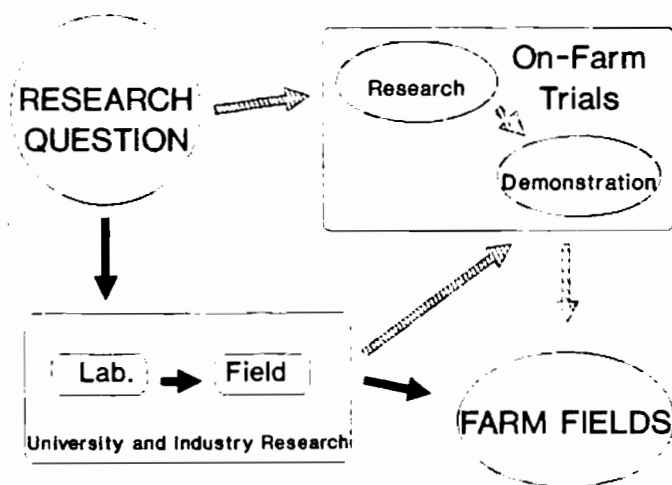 RESEARCH
QUESTION
Research
On-Farm
Trials
Demonstration
Lab.
Field
University and Industry Research
FARM FIELDS